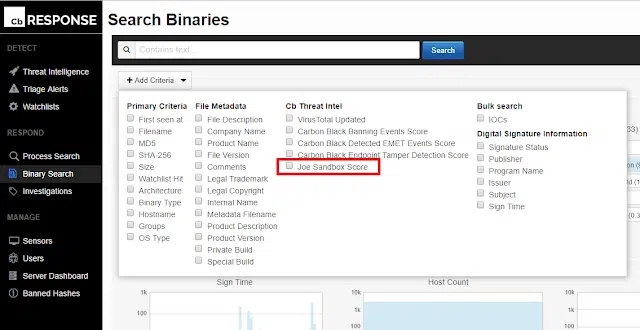 Cb RESPONSE
Search Binaries
DETECT
Threat Intelligence
Triage Alerts
Watchlists
RESPOND
Process Search
Binary Search
Investigations
MANAGE
Sensors
Users
Server Dashboard
Banned Hashes
Contains text...
Search
+ Add Criteria
Primary Criteria
First seen at
Filename
MD5
SHA-256
Size
Watchlist Hit
Architecture
Binary Type
Hostname
Groups
OS Type
File Metadata
File Description
Company Name
Product Name
File Version
Comments
Legal Trademark
Legal Copyright
Internal Name
Metadata Filename
Product Description
Product Version
Private Build
Special Build
Cb Threat Intel
VirusTotal Updated
Carbon Black Banning Events Score
Carbon Black Detected EMET Events Score
Carbon Black Endpoint Tamper Detection Score
Joe Sandbox Score
Bulk search
IOCs
Digital Signature Information
Signature Status
Publisher
Program Name
Issuer
Subject
Sign Time
Sign Time
1k
100
10
Host Count
10k
1k
100
10k
1k
100